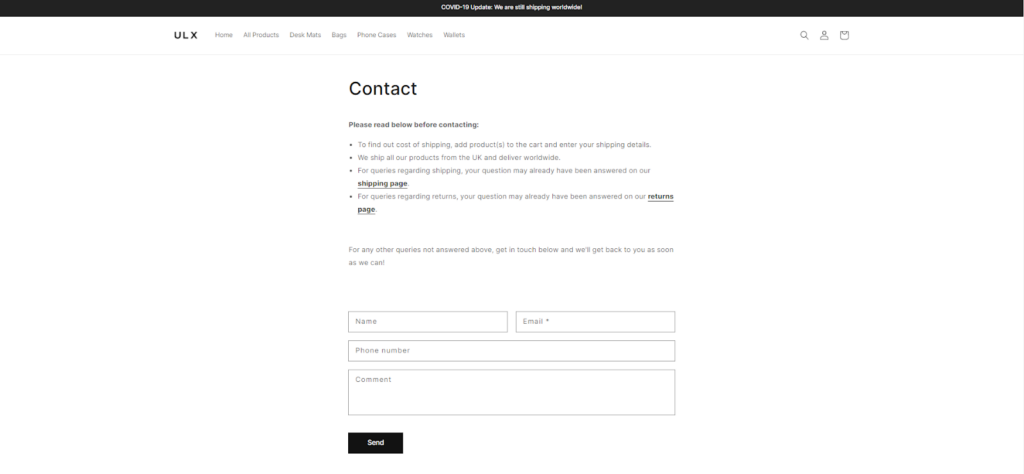 COVID-19 Update: We are still shipping worldwide!
ULX Home All Products Desk Mats Bags Phone Cases Watches Wallets
Contact
Please read below before contacting:
• To find out cost of shipping, add product(s) to the cart and enter your shipping details.
• We ship all our products from the UK and deliver worldwide.
• For queries regarding shipping, your question may already have been answered on our
shipping page.
• For queries regarding returns, your question may already have been answered on our returns
page.
For any other queries not answered above, get in touch below and we'll get back to you as soon
as we can!
Name Email *
Phone number
Comment
Send